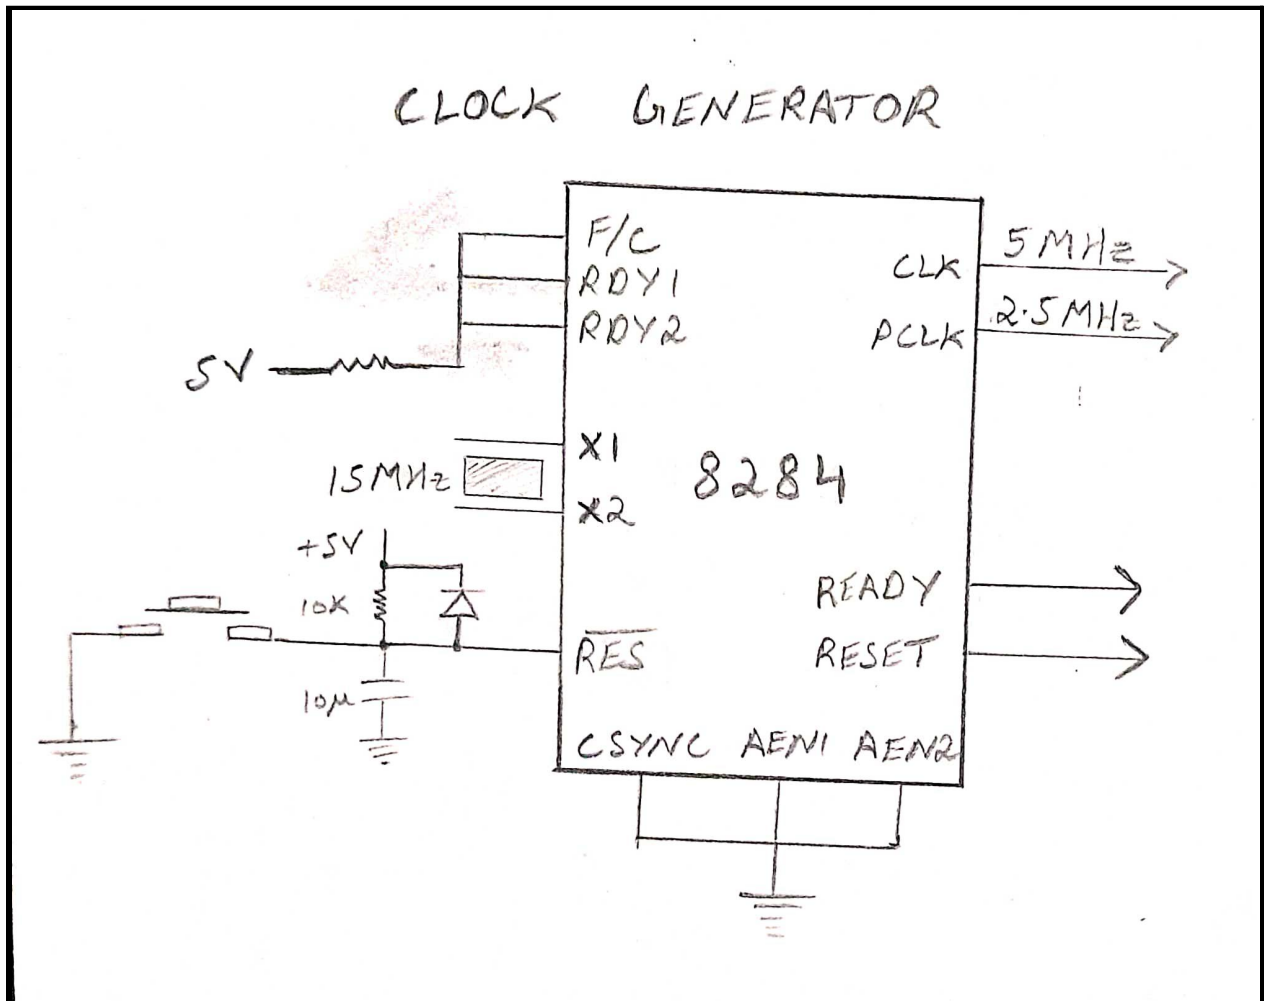 CLOCK GENERATOR
F/C
RDY1
RDY2
5V
CLK
5MHz
PCLK
2.5MHz
X1
15MHz
X2
8284
+5V
10K
10µ
RES
READY
RESET
CSYNC AEN1 AEN2